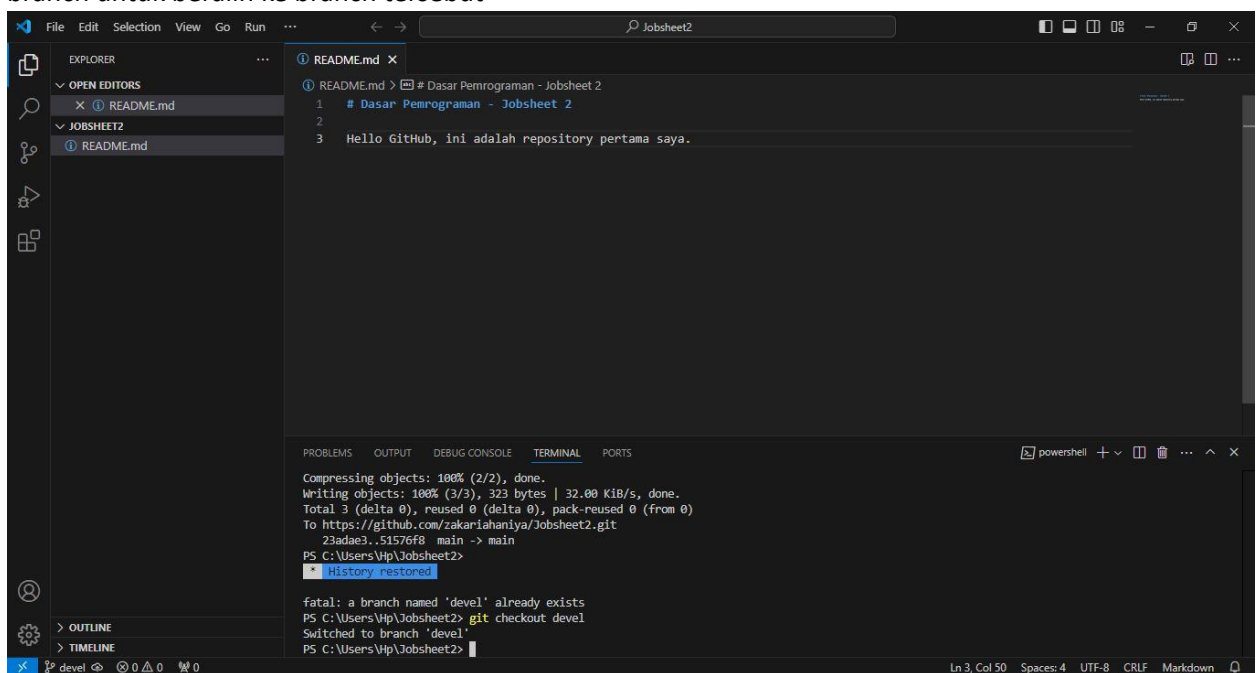 File Edit Selection View Go Run ... Jobsheet2
EXPLORER ...
README.md
OPEN EDITORS
README.md > # Dasar Pemrograman - Jobsheet 2
README.md
1 # Dasar Pemrograman - Jobsheet 2
JOBSHEET2
2
README.md
3 Hello GitHub, ini adalah repository pertama saya.
PROBLEMS OUTPUT DEBUG CONSOLE TERMINAL PORTS powershell
Compressing objects: 100% (2/2), done.
Writing objects: 100% (3/3), 323 bytes | 32.00 KiB/s, done.
Total 3 (delta 0), reused 0 (delta 0), pack-reused 0 (from 0)
To https://github.com/zakariahaniya/Jobsheet2.git
23adae3..51576f8 main -> main
PS C:\Users\Hp\Jobsheet2>
* History restored
fatal: a branch named 'devel' already exists
PS C:\Users\Hp\Jobsheet2> git checkout devel
Switched to branch 'devel'
PS C:\Users\Hp\Jobsheet2>
OUTLINE
TIMELINE
devel 0 0 0 Ln 3, Col 50 Spaces: 4 UTF-8 CRLF Markdown